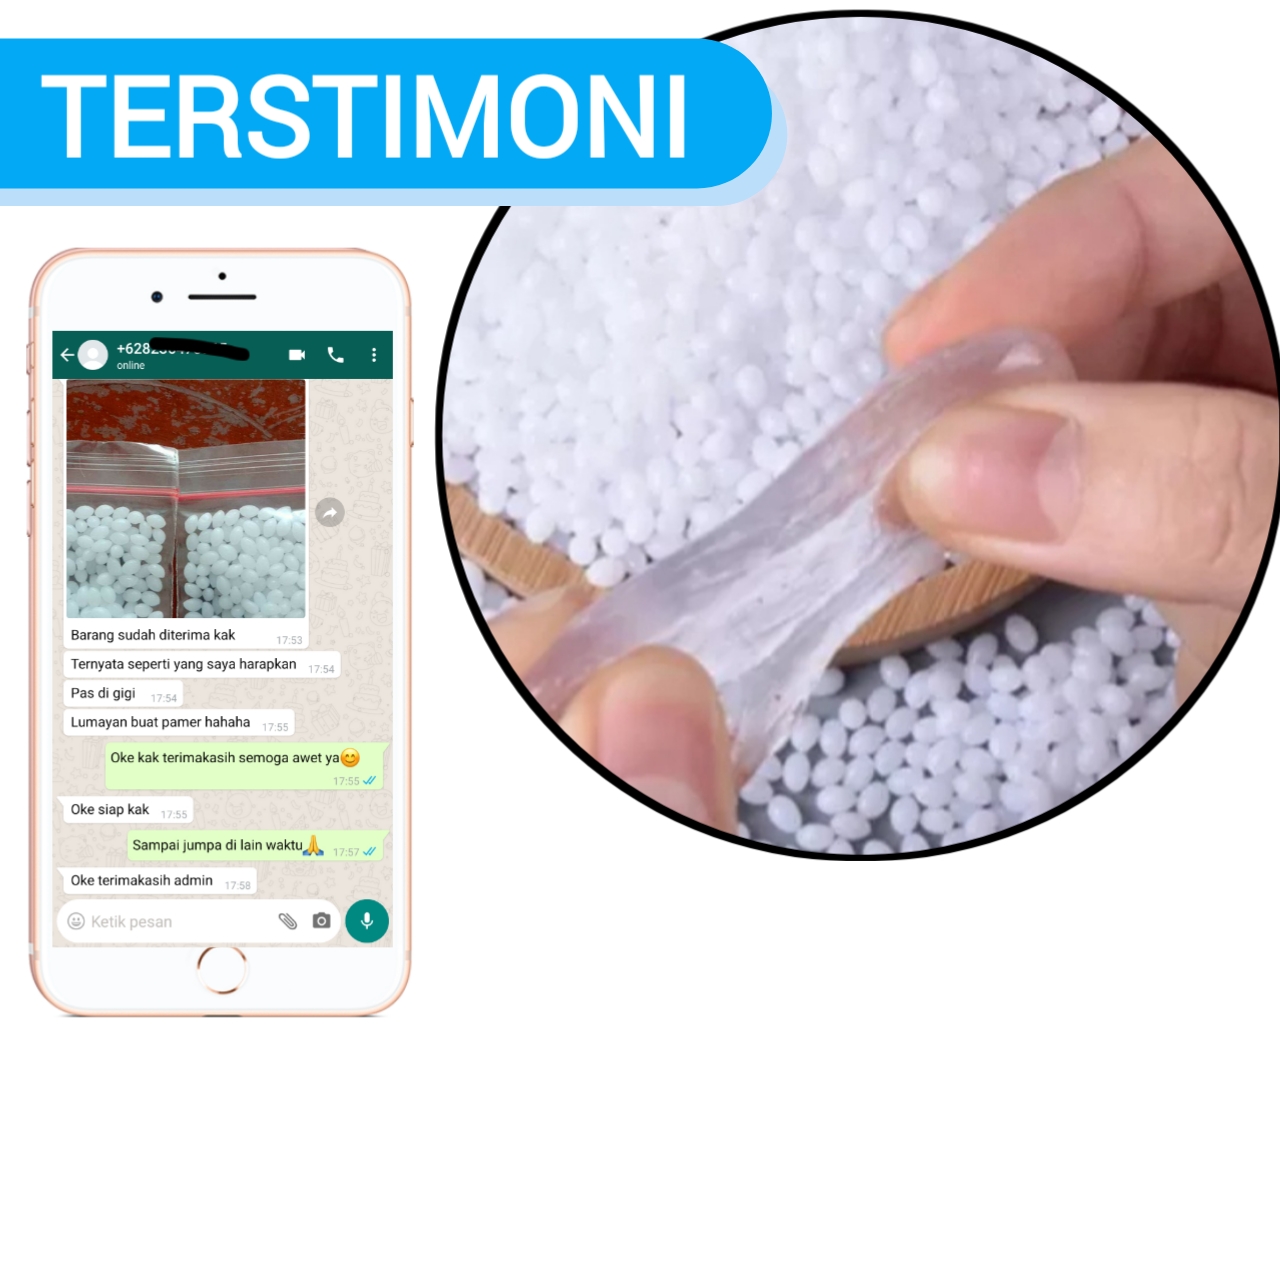 TERSTIMONI
online
Barang sudah diterima kak 17:53
Ternyata seperti yang saya harapkan 17:54
Pas di gigi 17:54
Lumayan buat pamer hahaha 17:55
Oke kak terimakasih semoga awet ya😊
17:55
Oke siap kak 17:55
Sampai jumpa di lain waktu🙏 17:57
Oke terimakasih admin 17:58
Ketik pesan